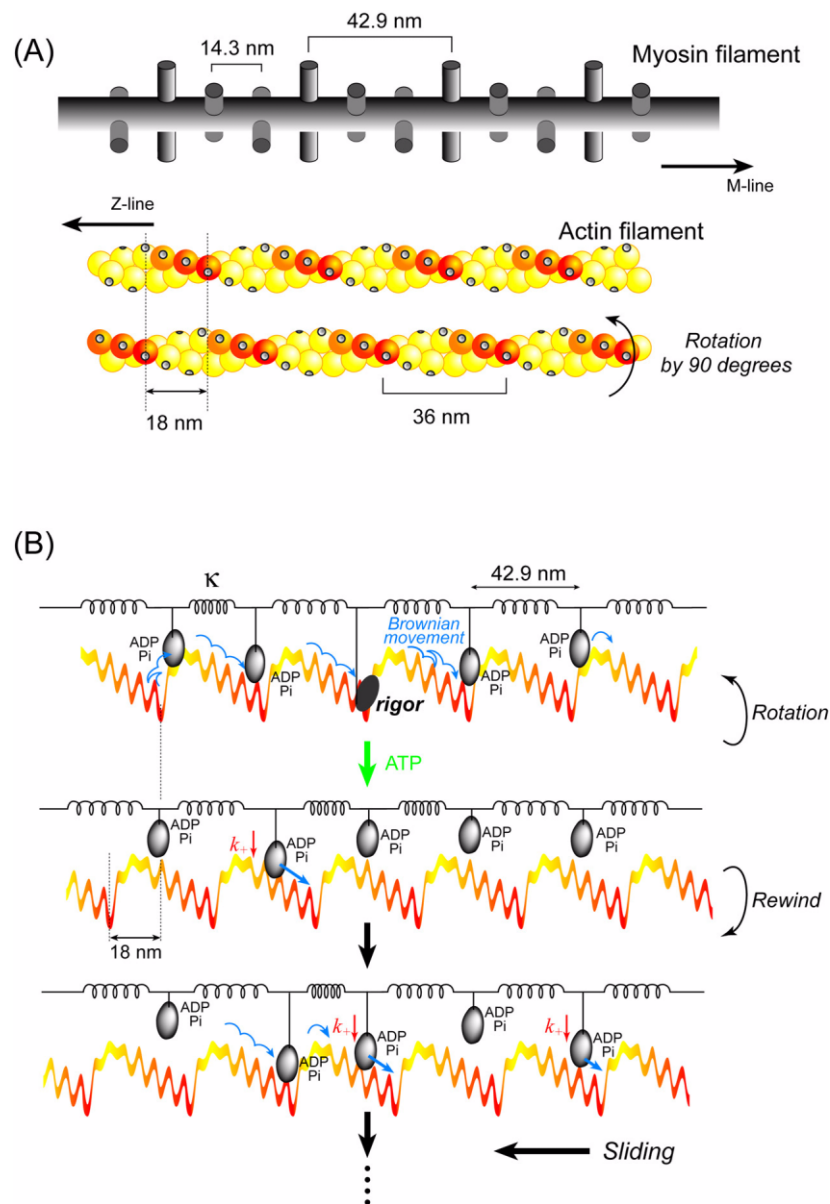 (A)
42.9 nm
14.3 nm
Myosin filament
M-line
Z-line
Actin filament
Rotation
by 90 degrees
18 nm
36 nm
(B)
κ
42.9 nm
Brownian
movement
ADP
Pi
ADP
Pi
ADP
Pi
ADP
Pi
rigor
Rotation
ATP
ADP
Pi
k+
ADP
Pi
ADP
Pi
ADP
Pi
ADP
Pi
Rewind
18 nm
ADP
Pi
ADP
Pi
k+
ADP
Pi
ADP
Pi
k+
ADP
Pi
Sliding